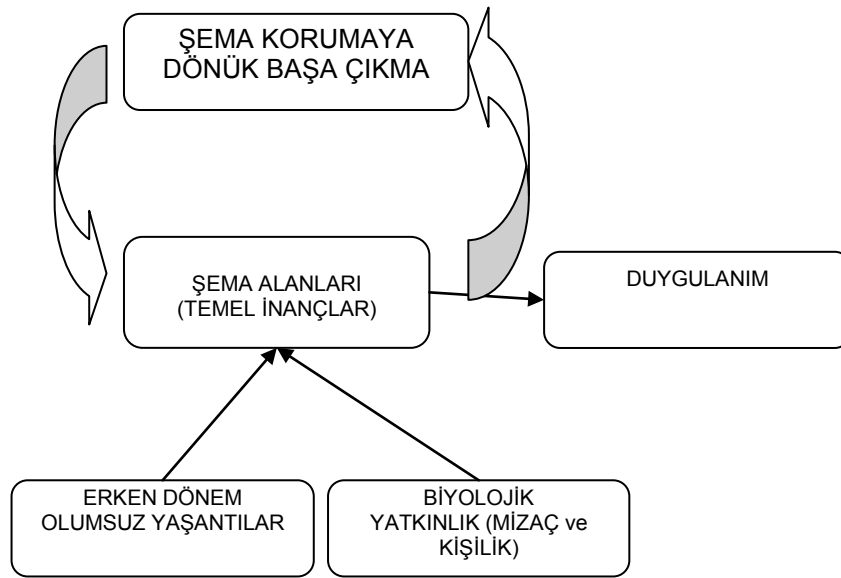 ŞEMA KORUMAYA
DÖNÜK BAŞA ÇIKMA
ŞEMA ALANLARI
(TEMEL İNANÇLAR)
DUYGULANIM
ERKEN DÖNEM
OLUMSUZ YAŞANTILAR
BİYOLOJİK
YATKINLIK (MİZAÇ ve
KİŞİLİK)